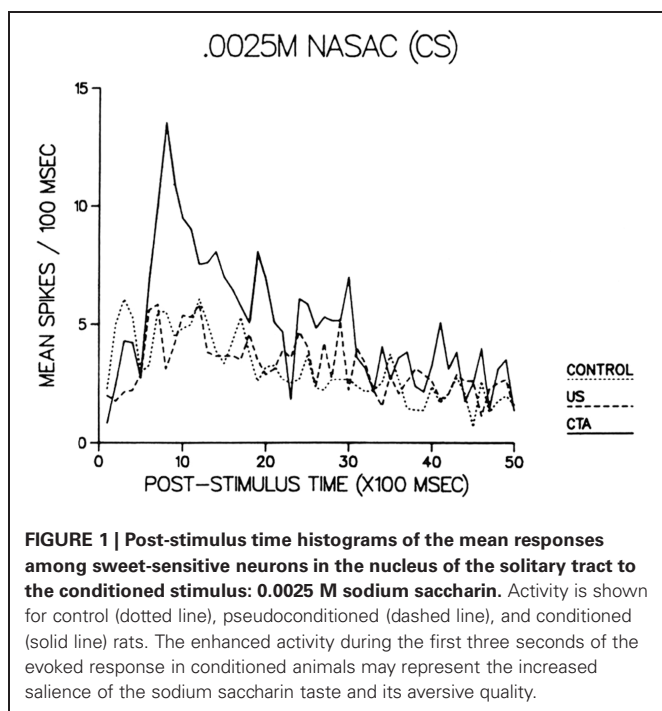 .0025M NASAC (CS)
15
10
5
0
MEAN SPIKES / 100 MSEC
0
10
20
30
40
50
POST-STIMULUS TIME (X100 MSEC)
CONTROL
US
CTA
FIGURE 1 | Post-stimulus time histograms of the mean responses
among sweet-sensitive neurons in the nucleus of the solitary tract to
the conditioned stimulus: 0.0025 M sodium saccharin. Activity is shown
for control (dotted line), pseudoconditioned (dashed line), and conditioned
(solid line) rats. The enhanced activity during the first three seconds of the
evoked response in conditioned animals may represent the increased
salience of the sodium saccharin taste and its aversive quality.